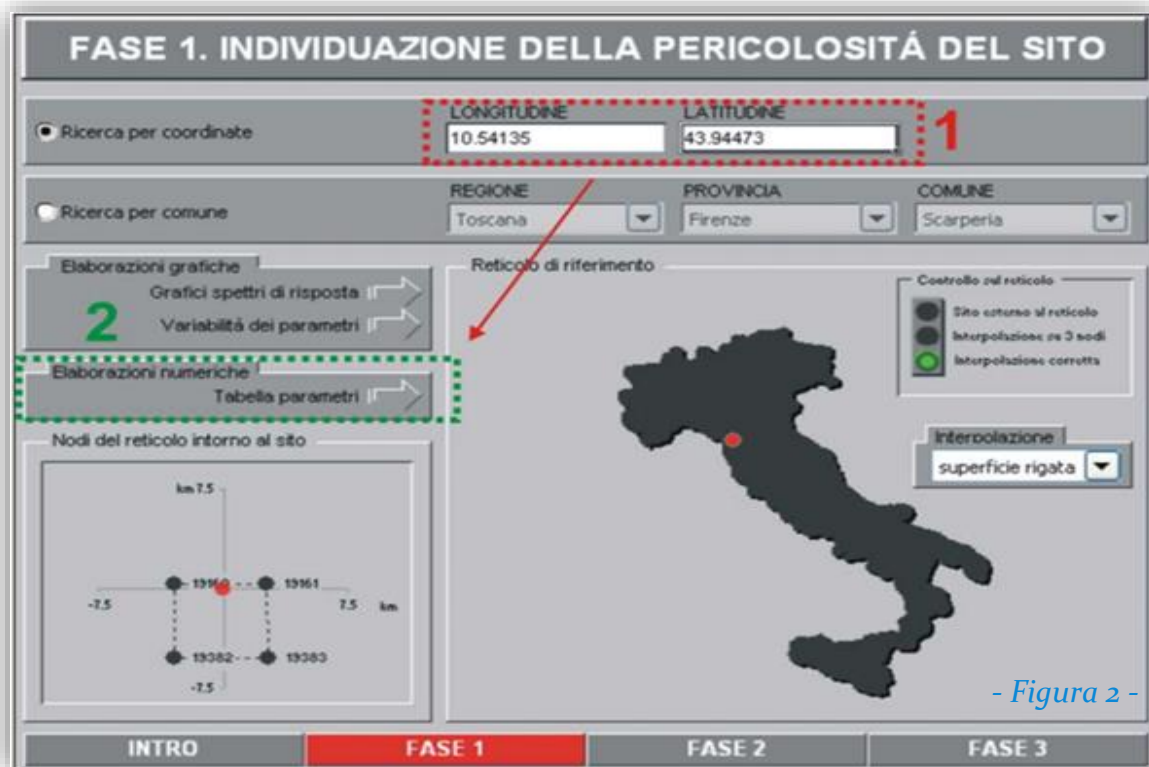 FASE 1. INDIVIDUAZIONE DELLA PERICOLOSITÁ DEL SITO
Ricerca per coordinate
LONGITUDINE
10.54135
LATITUDINE
43.94473
1
Ricerca per comune
REGIONE
Toscana
PROVINCIA
Firenze
COMUNE
Scarperia
Elaborazioni grafiche
Grafici spettri di risposta
Variabilità dei parametri
2
Elaborazioni numeriche
Tabella parametri
Nodi del reticolo intorno al sito
km 7.5
19160
19161
-7.5
7.5 km
19382
19383
-7.5
Reticolo di riferimento
Controllo sul reticolo
Sito esterno al reticolo
Interpolazione su 3 nodi
Interpolazione corretta
Interpolazione
superficie rigata
- Figura 2 -
INTRO
FASE 1
FASE 2
FASE 3